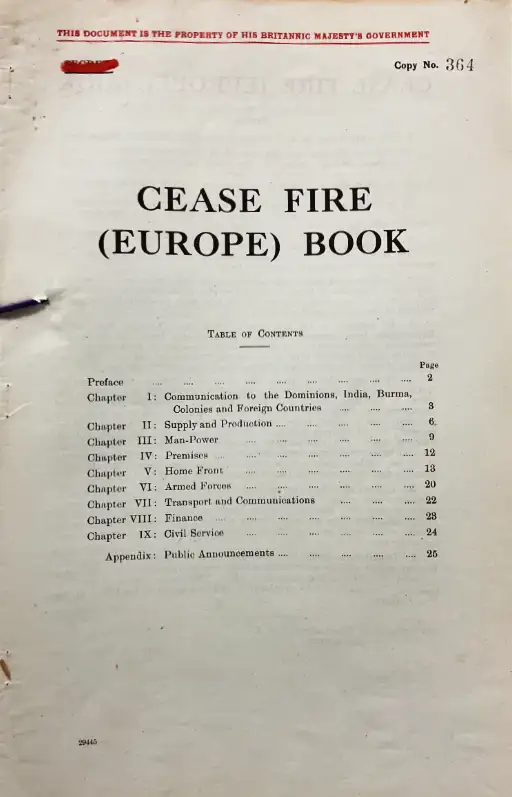 THIS DOCUMENT IS THE PROPERTY OF HIS BRITANNIC MAJESTY'S GOVERNMENT
SECRET
Copy No. 364
CEASE FIRE
(EUROPE) BOOK
TABLE OF CONTENTS
Page
Preface .... .... .... .... .... .... .... .... .... 2
Chapter I: Communication to the Dominions, India, Burma,
Colonies and Foreign Countries .... .... .... 3
Chapter II: Supply and Production .... .... .... .... .... 6
Chapter III: Man-Power .... .... .... .... .... .... 9
Chapter IV: Premises .... .... .... .... .... .... .... 12
Chapter V: Home Front .... .... .... .... .... .... 13
Chapter VI: Armed Forces .... .... .... .... .... .... 20
Chapter VII: Transport and Communications .... .... .... 22
Chapter VIII: Finance .... .... .... .... .... .... .... 23
Chapter IX: Civil Service .... .... .... .... .... .... 24
Appendix: Public Announcements .... .... .... .... .... 25
29445